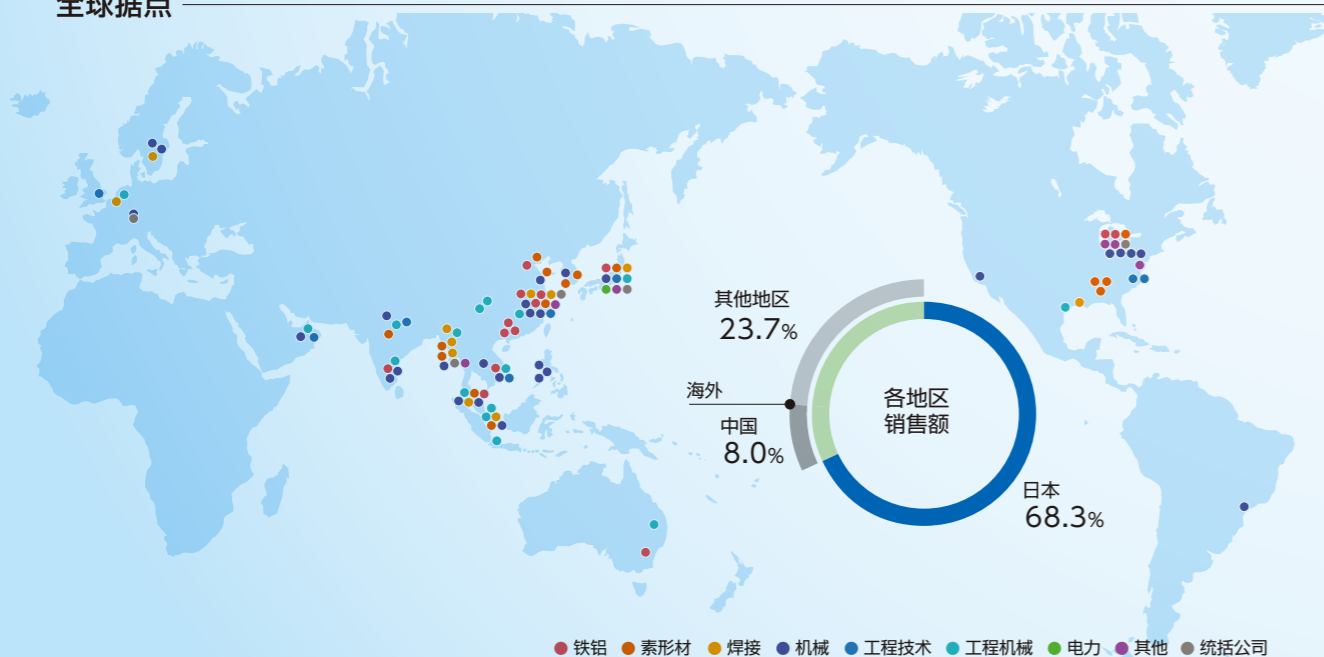 全球据点
其他地区
23.7%
海外
中国
8.0%
各地区
销售额
日本
68.3%
铁铝 素形材 焊接 机械 工程技术 工程机械 电力 其他 统括公司